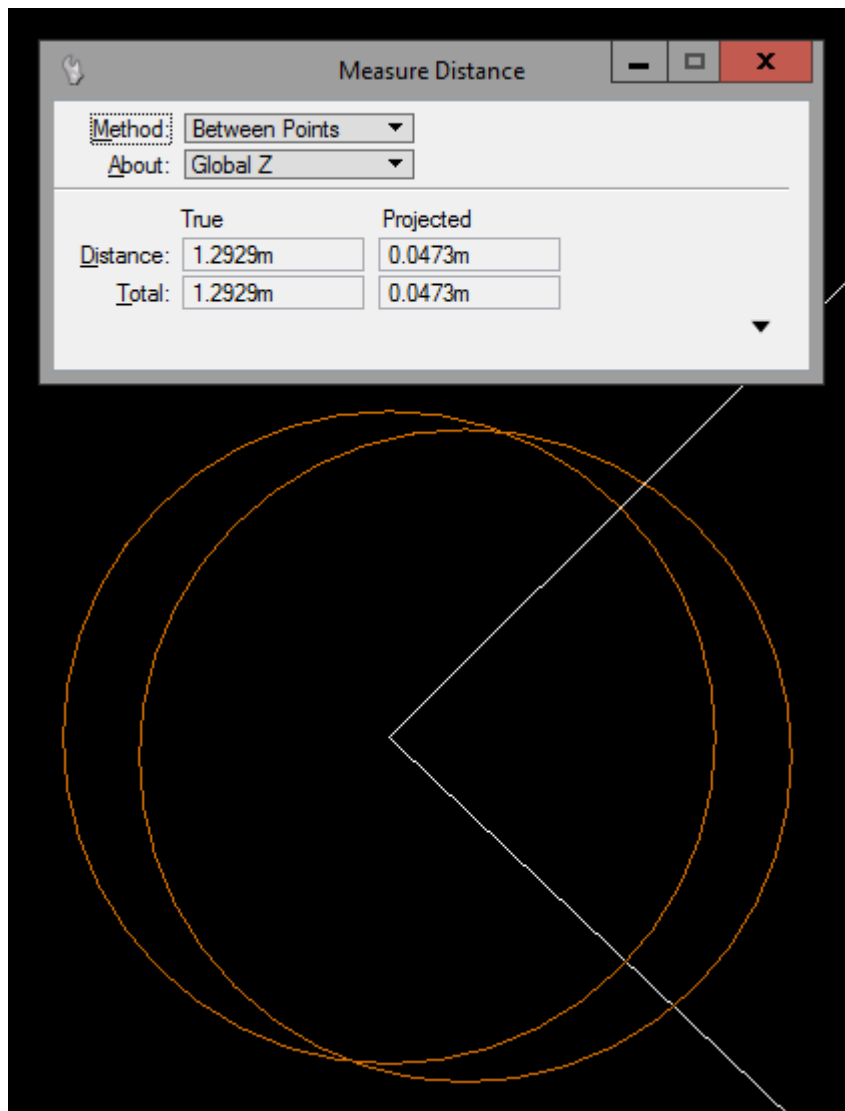 Measure Distance
Method: Between Points
About: Global Z
True Projected
Distance: 1.2929m 0.0473m
Total: 1.2929m 0.0473m